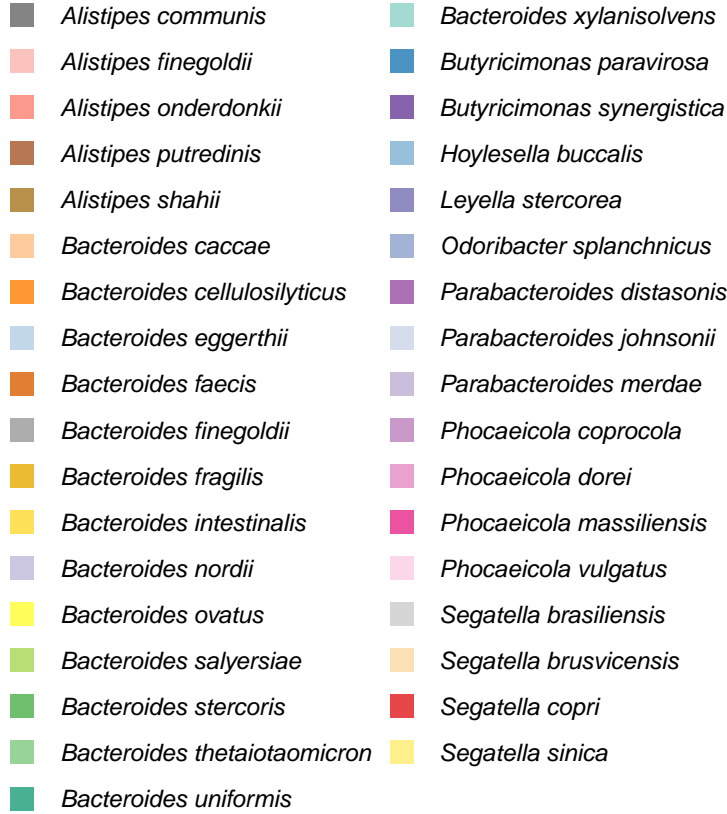 Alistipes communis
Alistipes finegoldii
Alistipes onderdonkii
Alistipes putredinis
Alistipes shahii
Bacteroides caccae
Bacteroides cellulosilyticus
Bacteroides eggerthii
Bacteroides faecis
Bacteroides finegoldii
Bacteroides fragilis
Bacteroides intestinalis
Bacteroides nordii
Bacteroides ovatus
Bacteroides salyersiae
Bacteroides stercoris
Bacteroides thetaiotaomicron
Bacteroides uniformis
Bacteroides xylanisolvens
Butyricimonas paravirosa
Butyricimonas synergistica
Hoylesella buccalis
Leyella stercorea
Odoribacter splanchnicus
Parabacteroides distasonis
Parabacteroides johnsonii
Parabacteroides merdae
Phocaeicola coprocola
Phocaeicola dorei
Phocaeicola massiliensis
Phocaeicola vulgatus
Segatella brasiliensis
Segatella brusvicensis
Segatella copri
Segatella sinica